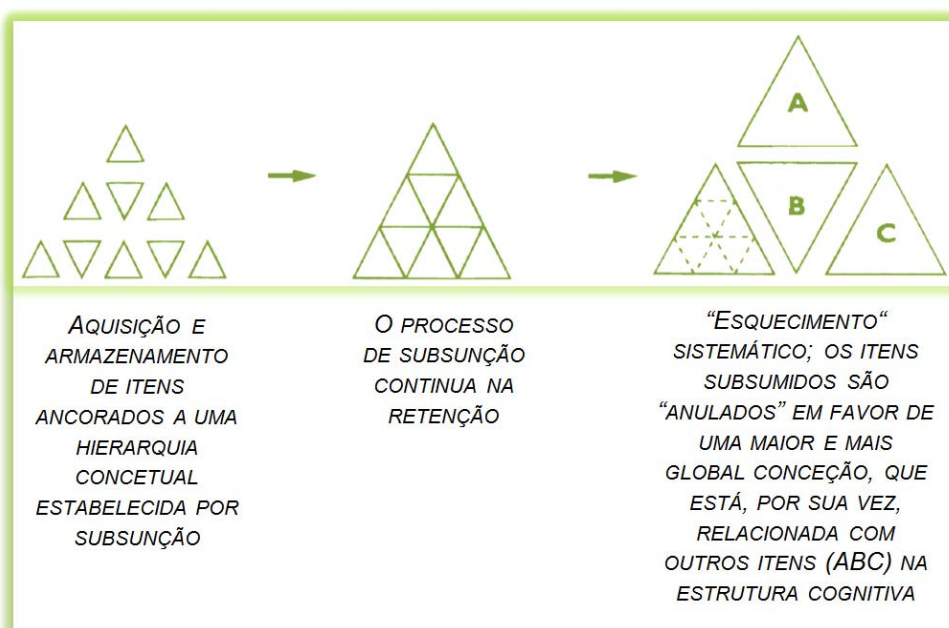 A
B
C
AQUISIÇÃO E
ARMAZENAMENTO
DE ITENS
ANCORADOS A UMA
HIERARQUIA
CONCETUAL
ESTABELECIDA POR
SUBSUNÇÃO
O PROCESSO
DE SUBSUNÇÃO
CONTINUA NA
RETENÇÃO
“ESQUECIMENTO“
SISTEMÁTICO; OS ITENS
SUBSUMIDOS SÃO
“ANULADOS” EM FAVOR DE
UMA MAIOR E MAIS
GLOBAL CONCEÇÃO, QUE
ESTÁ, POR SUA VEZ,
RELACIONADA COM
OUTROS ITENS (ABC) NA
ESTRUTURA COGNITIVA